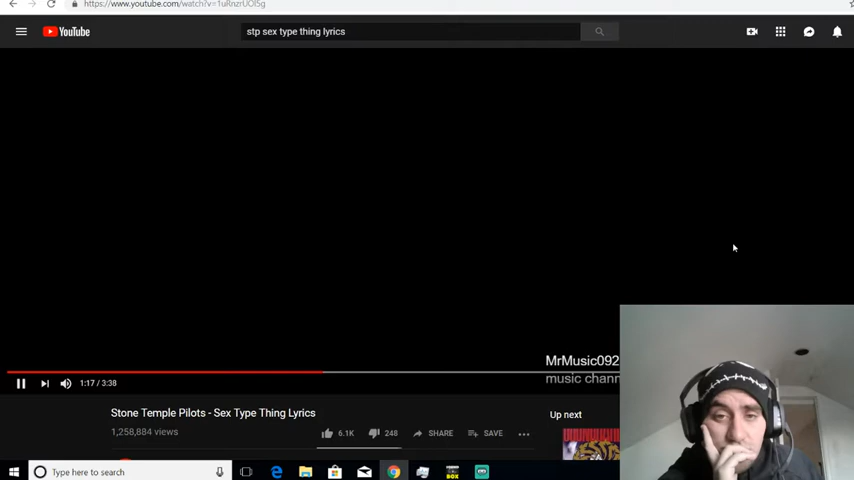 https://www.youtube.com/watch?v=1uRnzrUOl5g
YouTube
stp sex type thing lyrics
MrMusic092
music chann
1:17 / 3:38
Stone Temple Pilots - Sex Type Thing Lyrics
Up next
1,258,884 views
6.1K
248
SHARE
SAVE
Type here to search